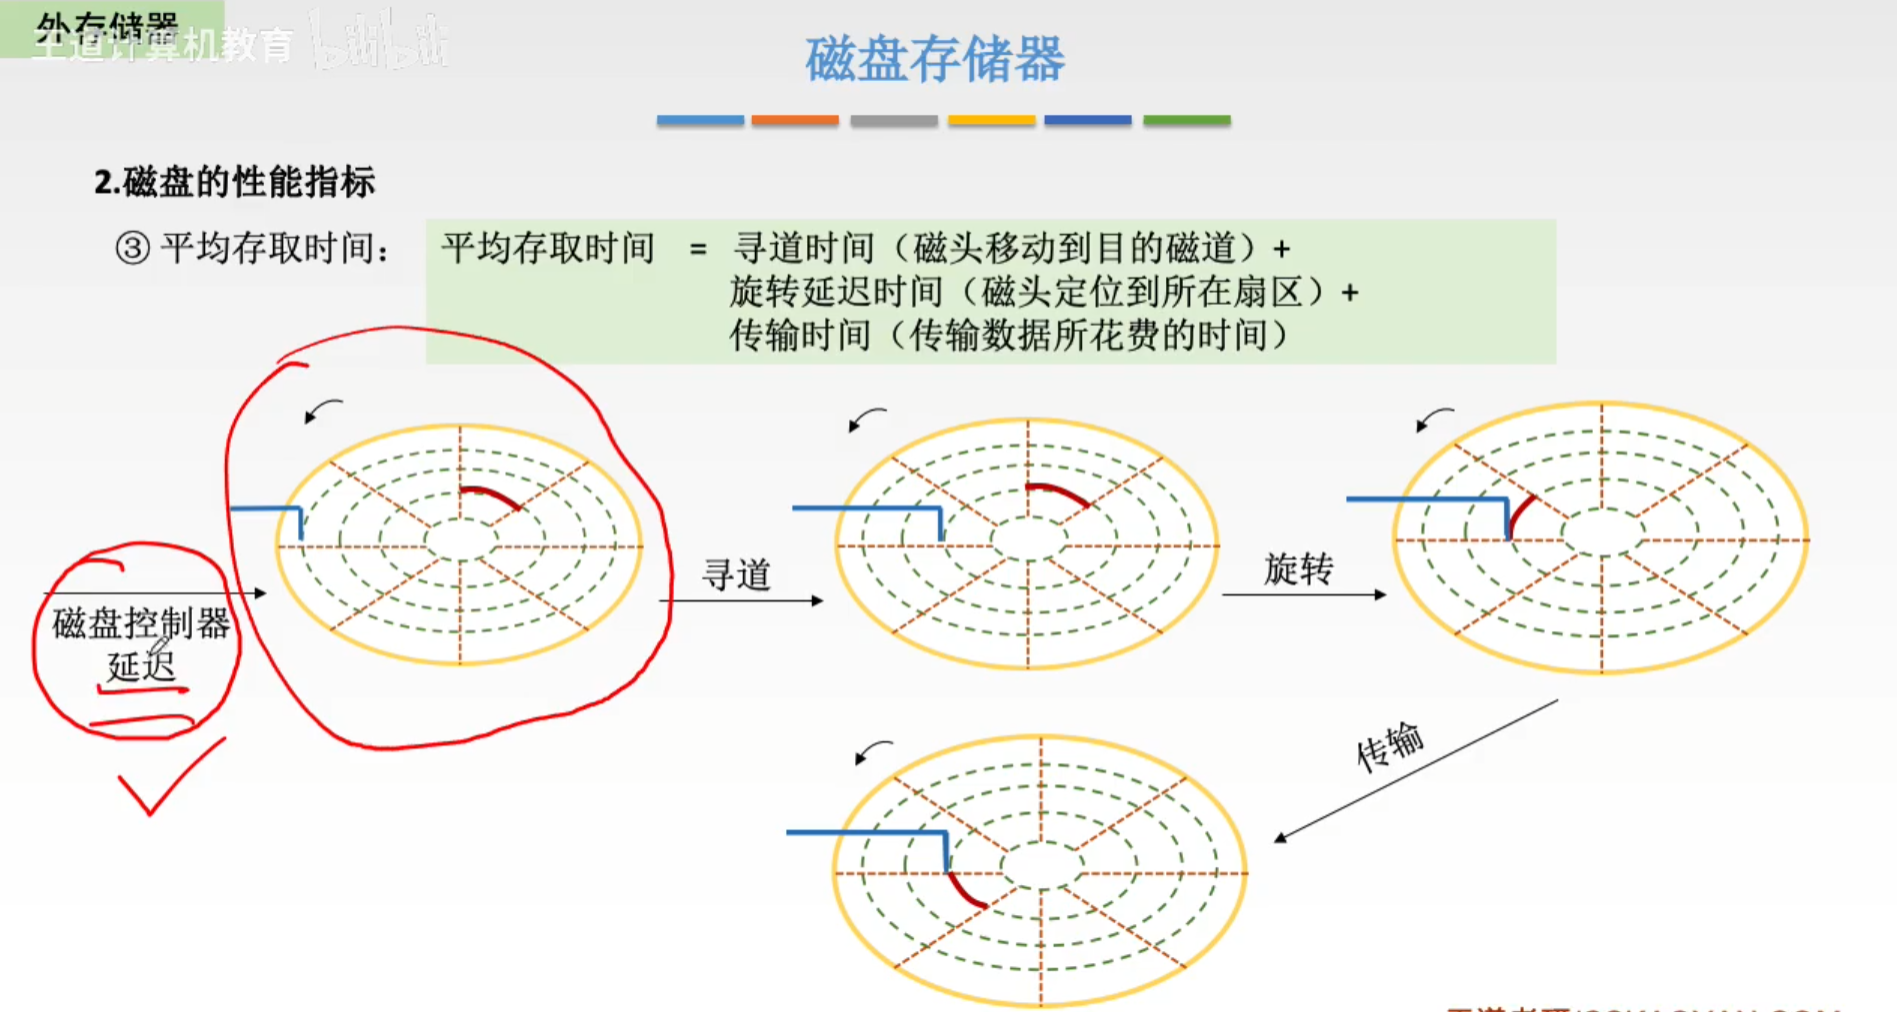 外存储器
王道计算机教育 bilibili
磁盘存储器
2.磁盘的性能指标
③ 平均存取时间： 平均存取时间 = 寻道时间（磁头移动到目的磁道）+
旋转延迟时间（磁头定位到所在扇区）+
传输时间（传输数据所花费的时间）
磁盘控制器
延迟
寻道
旋转
传输